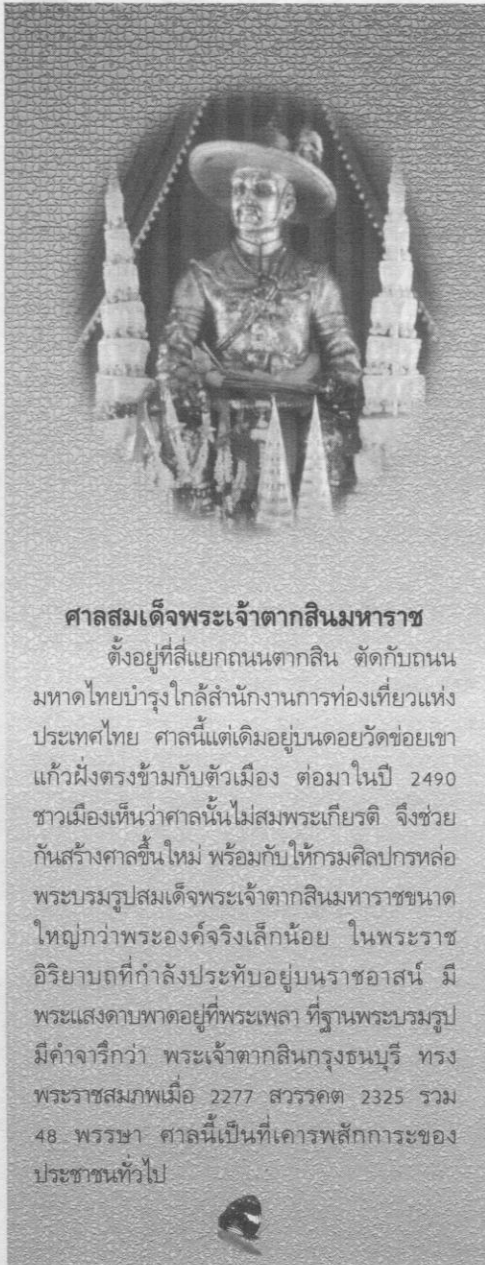 ศาลสมเด็จพระเจ้าตากสินมหาราช
ตั้งอยู่ที่สี่แยกถนนตากสิน ตัดกับถนน
มหาดไทยบำรุงใกล้สำนักงานการท่องเที่ยวแห่ง
ประเทศไทย ศาลนี้แต่เดิมอยู่บนดอยวัดข่อยเขา
แก้วฝั่งตรงข้ามกับตัวเมือง ต่อมาในปี 2490
ชาวเมืองเห็นว่าศาลนั้นไม่สมพระเกียรติ จึงช่วย
กันสร้างศาลขึ้นใหม่ พร้อมกับให้กรมศิลปกรหล่อ
พระบรมรูปสมเด็จพระเจ้าตากสินมหาราชขนาด
ใหญ่กว่าพระองค์จริงเล็กน้อย ในพระราช
อิริยาบถที่กำลังประทับอยู่บนราชอาสน์ มี
พระแสงดาบพาดอยู่ที่พระเพลา ที่ฐานพระบรมรูป
มีคำจารึกว่า พระเจ้าตากสินกรุงธนบุรี ทรง
พระราชสมภพเมื่อ 2277 สวรรคต 2325 รวม
48 พรรษา ศาลนี้เป็นที่เคารพสักการะของ
ประชาชนทั่วไป